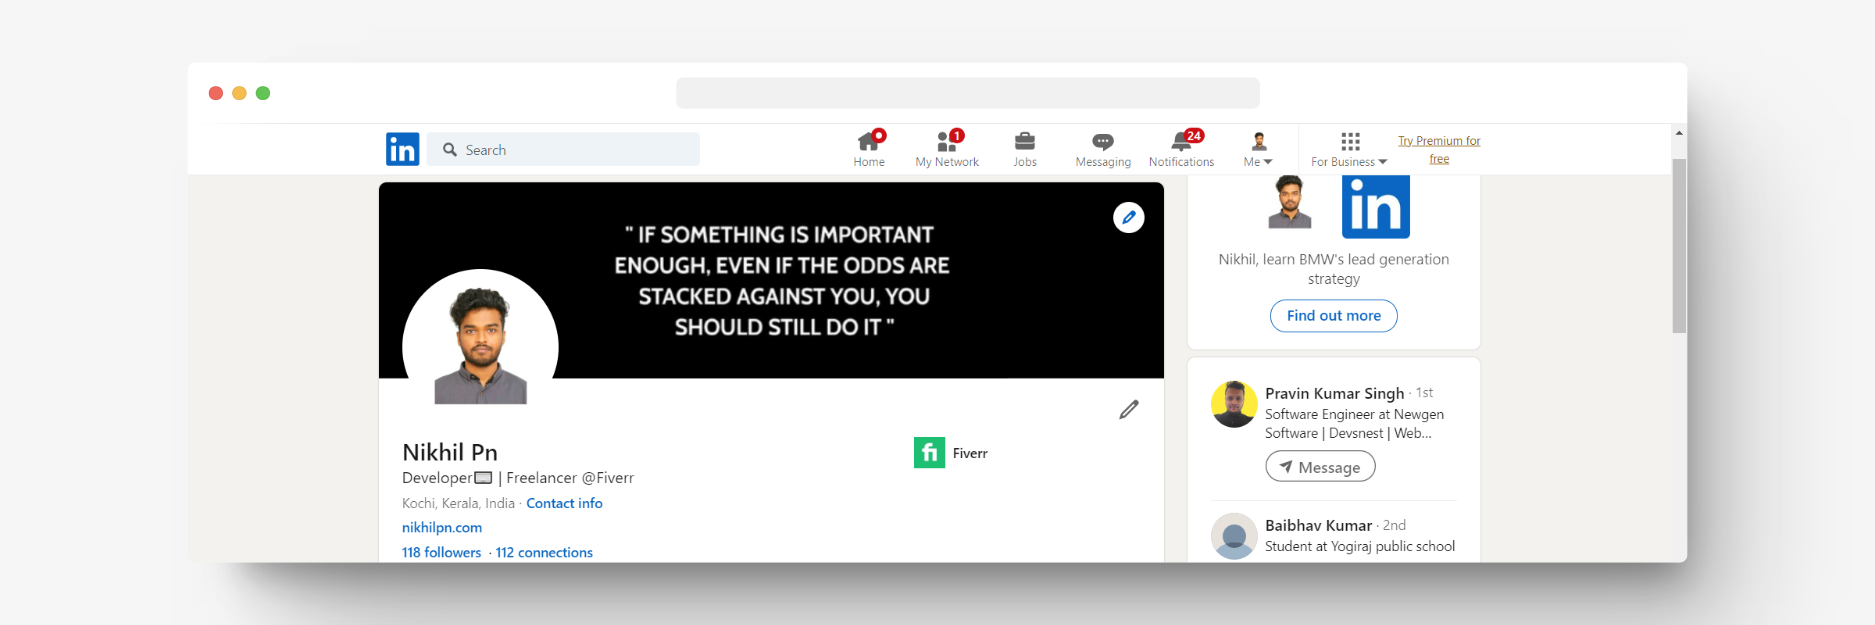 in
Search
Home
1
My Network
Jobs
Messaging
24
Notifications
Me
For Business
Try Premium for
free
" IF SOMETHING IS IMPORTANT
ENOUGH, EVEN IF THE ODDS ARE
STACKED AGAINST YOU, YOU
SHOULD STILL DO IT "
Nikhil Pn
Developer⌨️ | Freelancer @Fiverr
Kochi, Kerala, India · Contact info
nikhilpn.com
118 followers · 112 connections
fi Fiverr
in
Nikhil, learn BMW's lead generation
strategy
Find out more
Pravin Kumar Singh · 1st
Software Engineer at Newgen
Software | Devsnest | Web...
Message
Baibhav Kumar · 2nd
Student at Yogiraj public school